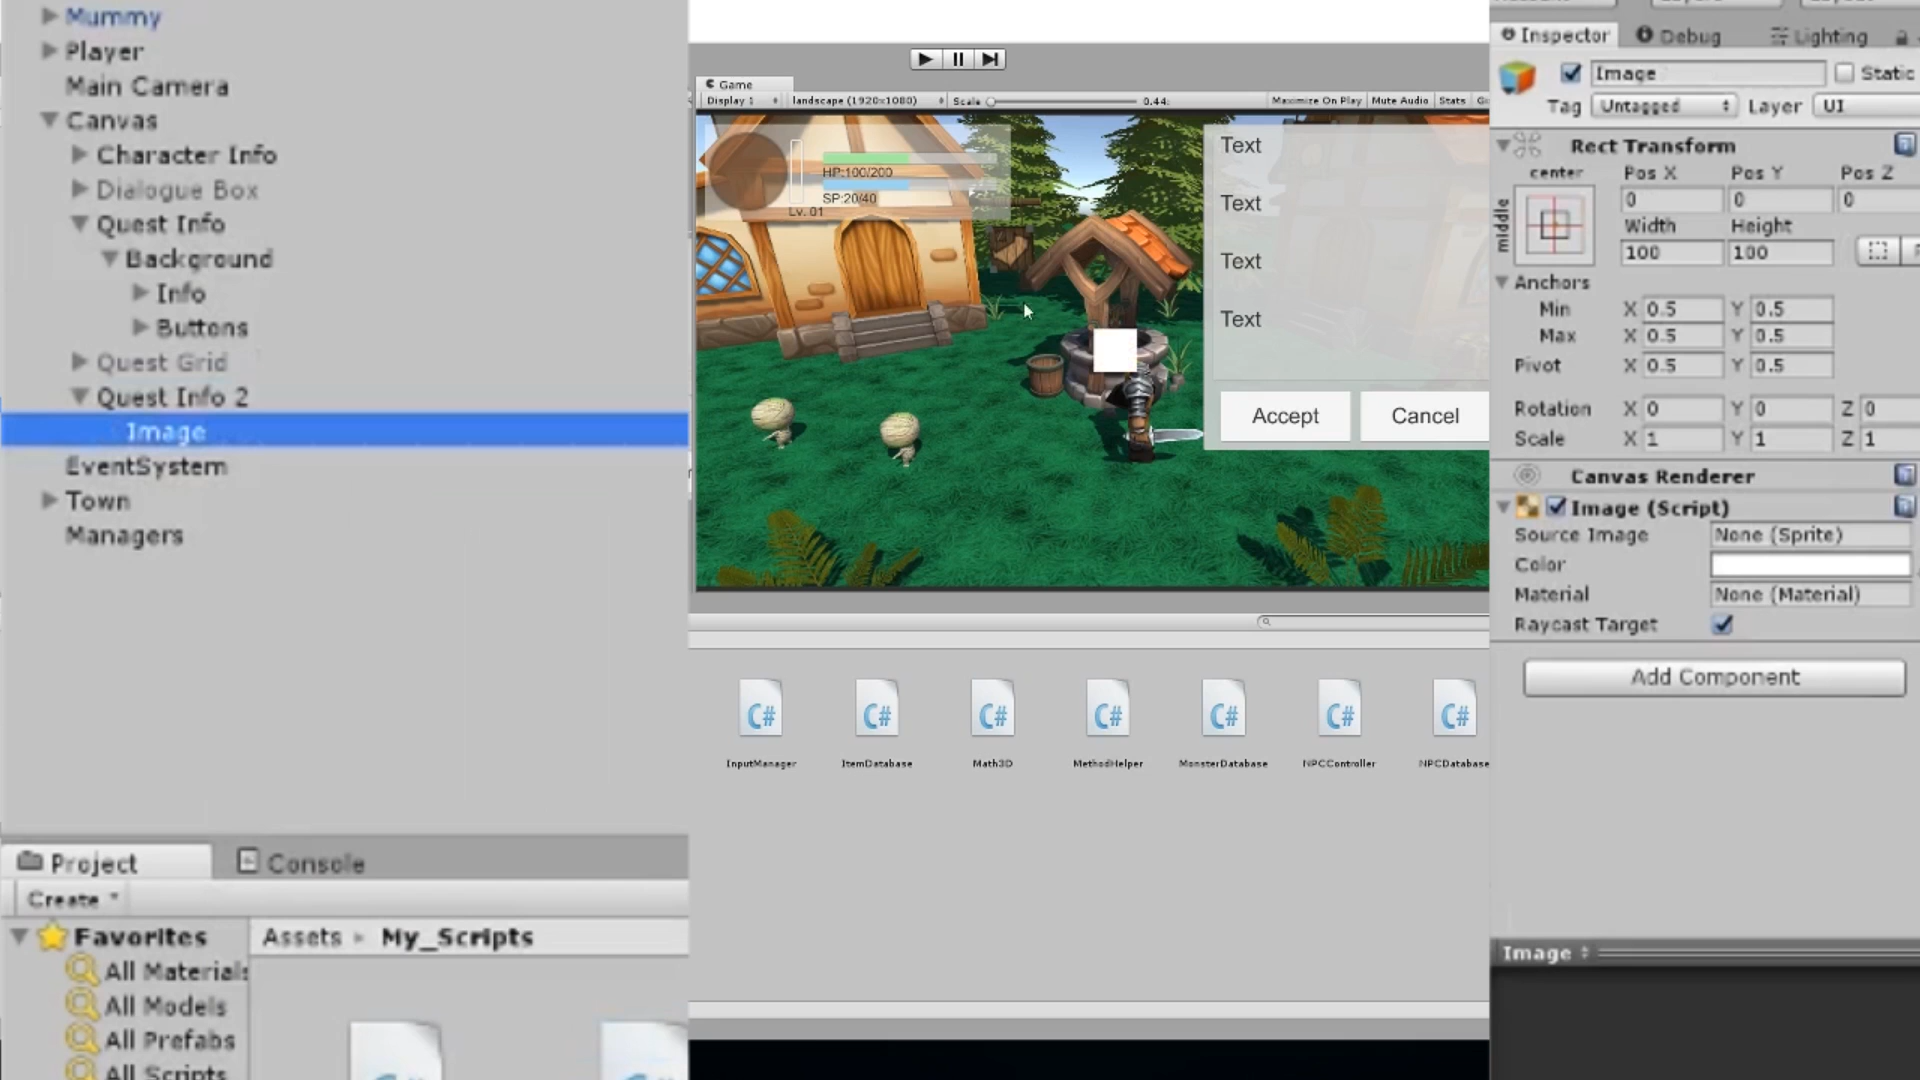 Mummy
Player
Main Camera
Canvas
Character Info
Dialogue Box
Quest Info
Background
Info
Buttons
Quest Grid
Quest Info 2
Image
EventSystem
Town
Managers
Project
Console
Create
Favorites
All Materials
All Models
All Prefabs
All Scripts
Assets
My_Scripts
Game
Display 1
landscape (1920x1080)
Scale
0.44:
Maximize On Play
Mute Audio
Stats
HP:100/200
SP:20/40
Lv. 01
Text
Text
Text
Text
Accept
Cancel
C#
C#
C#
C#
C#
C#
C#
InputManager
ItemDatabase
Math3D
MethodHelper
MonsterDatabase
NPCController
NPCDatabase
Inspector
Debug
Lighting
Image
Static
Tag
Untagged
Layer
UI
Rect Transform
center
middle
Pos X
Pos Y
Pos Z
0
0
0
Width
Height
100
100
Anchors
Min
X 0.5
Y 0.5
Max
X 0.5
Y 0.5
Pivot
X 0.5
Y 0.5
Rotation
X 0
Y 0
Z 0
Scale
X 1
Y 1
Z 1
Canvas Renderer
Image (Script)
Source Image
None (Sprite)
Color
Material
None (Material)
Raycast Target
Add Component
Image